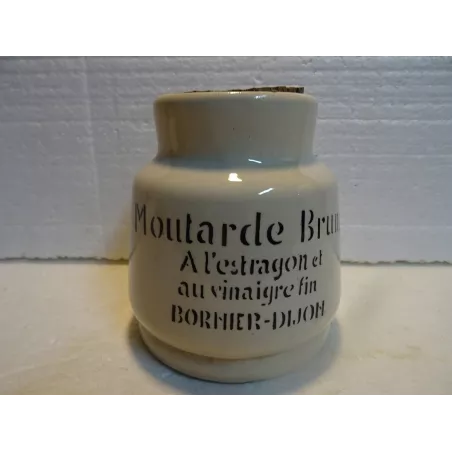 Moutarde Brun
A l'estragon et
au vinaigre fin
BORNIER-DIJON